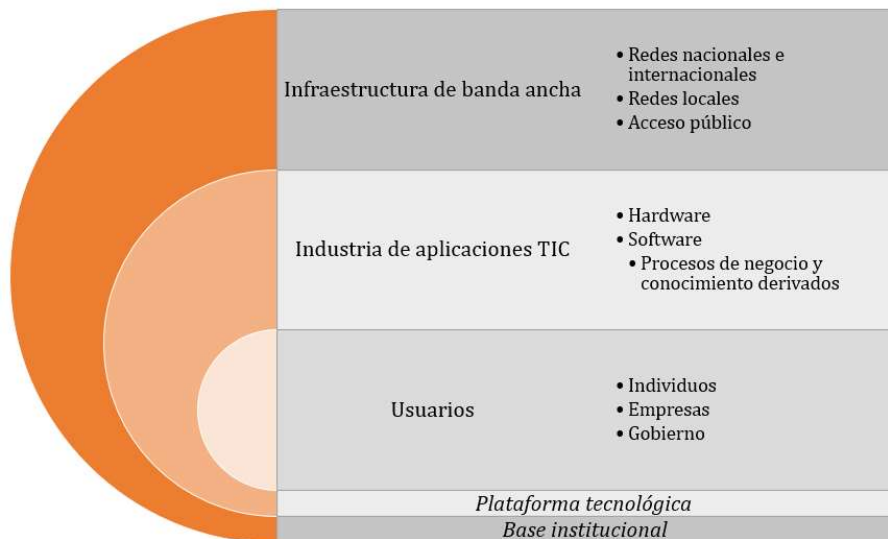 Infraestructura de banda ancha
• Redes nacionales e
internacionales
• Redes locales
• Acceso público
Industria de aplicaciones TIC
• Hardware
• Software
• Procesos de negocio y
conocimiento derivados
Usuarios
• Individuos
• Empresas
• Gobierno
Plataforma tecnológica
Base institucional